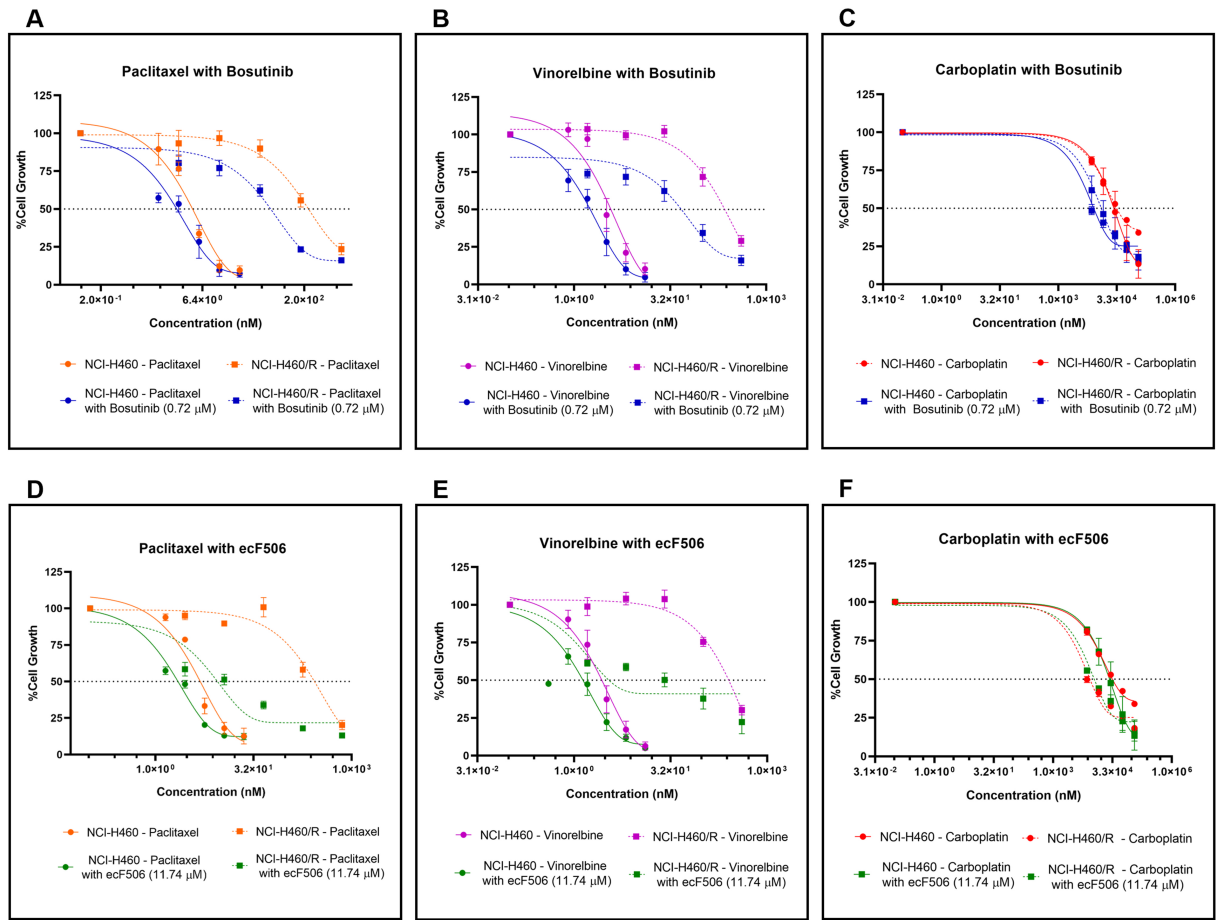 A
Paclitaxel with Bosutinib
%Cell Growth
125
100
75
50
25
0
2.0×10⁻¹
6.4×10⁰
2.0×10²
Concentration (nM)
NCI-H460 - Paclitaxel
NCI-H460/R - Paclitaxel
NCI-H460 - Paclitaxel
with Bosutinib (0.72 μM)
NCI-H460/R - Paclitaxel
with Bosutinib (0.72 μM)
B
Vinorelbine with Bosutinib
%Cell Growth
125
100
75
50
25
0
3.1×10⁻²
1.0×10⁰
3.2×10¹
1.0×10³
Concentration (nM)
NCI-H460 - Vinorelbine
NCI-H460/R - Vinorelbine
NCI-H460 - Vinorelbine
with Bosutinib (0.72 μM)
NCI-H460/R - Vinorelbine
with Bosutinib (0.72 μM)
C
Carboplatin with Bosutinib
%Cell Growth
125
100
75
50
25
0
3.1×10⁻²
1.0×10⁰
3.2×10¹
1.0×10³
3.3×10⁴
1.0×10⁶
Concentration (nM)
NCI-H460 - Carboplatin
NCI-H460/R - Carboplatin
NCI-H460 - Carboplatin
with Bosutinib (0.72 μM)
NCI-H460/R - Carboplatin
with Bosutinib (0.72 μM)
D
Paclitaxel with ecF506
%Cell Growth
125
100
75
50
25
0
1.0×10⁰
3.2×10¹
1.0×10³
Concentration (nM)
NCI-H460 - Paclitaxel
NCI-H460/R - Paclitaxel
NCI-H460 - Paclitaxel
with ecF506 (11.74 μM)
NCI-H460/R - Paclitaxel
with ecF506 (11.74 μM)
E
Vinorelbine with ecF506
%Cell Growth
125
100
75
50
25
0
3.1×10⁻²
1.0×10⁰
3.2×10¹
1.0×10³
Concentration (nM)
NCI-H460 - Vinorelbine
NCI-H460/R - Vinorelbine
NCI-H460 - Vinorelbine
with ecF506 (11.74 μM)
NCI-H460/R - Vinorelbine
with ecF506 (11.74 μM)
F
Carboplatin with ecF506
%Cell Growth
125
100
75
50
25
0
3.1×10⁻²
1.0×10⁰
3.2×10¹
1.0×10³
3.3×10⁴
1.0×10⁶
Concentration (nM)
NCI-H460 - Carboplatin
NCI-H460/R - Carboplatin
NCI-H460 - Carboplatin
with ecF506 (11.74 μM)
NCI-H460/R - Carboplatin
with ecF506 (11.74 μM)